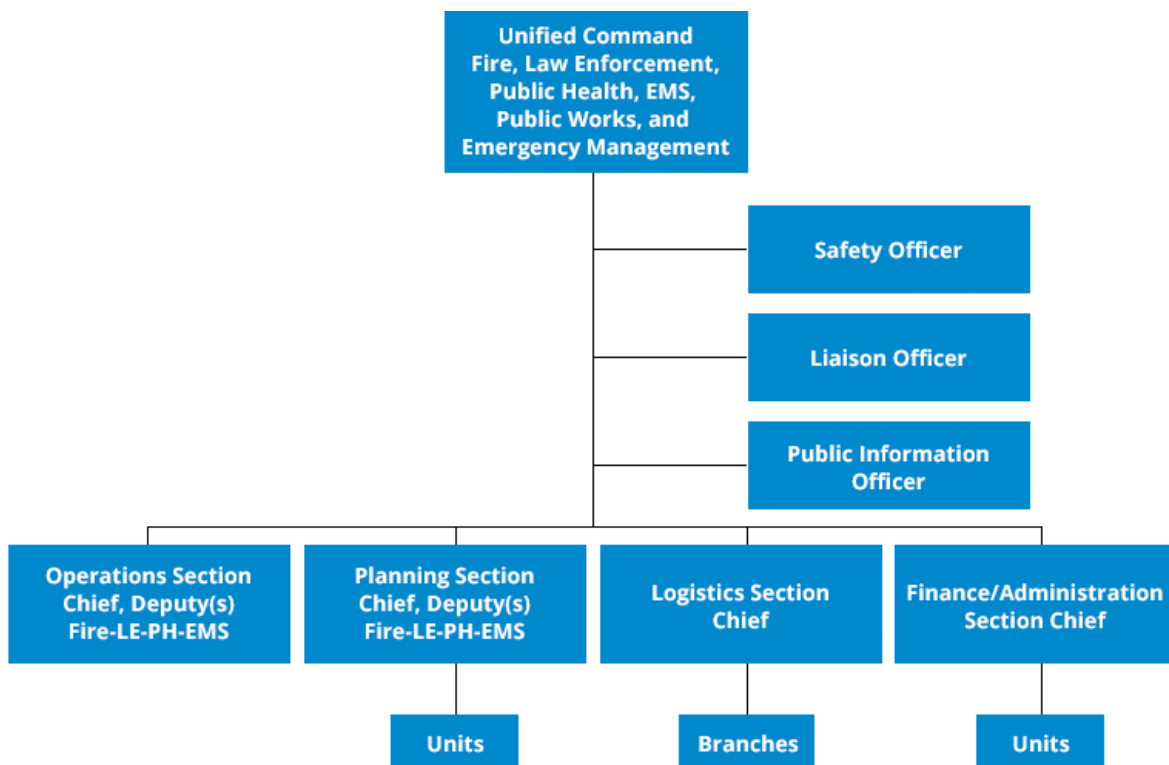 Unified Command
Fire, Law Enforcement,
Public Health, EMS,
Public Works, and
Emergency Management
Safety Officer
Liaison Officer
Public Information
Officer
Operations Section
Chief, Deputy(s)
Fire-LE-PH-EMS
Planning Section
Chief, Deputy(s)
Fire-LE-PH-EMS
Logistics Section
Chief
Finance/Administration
Section Chief
Units
Branches
Units